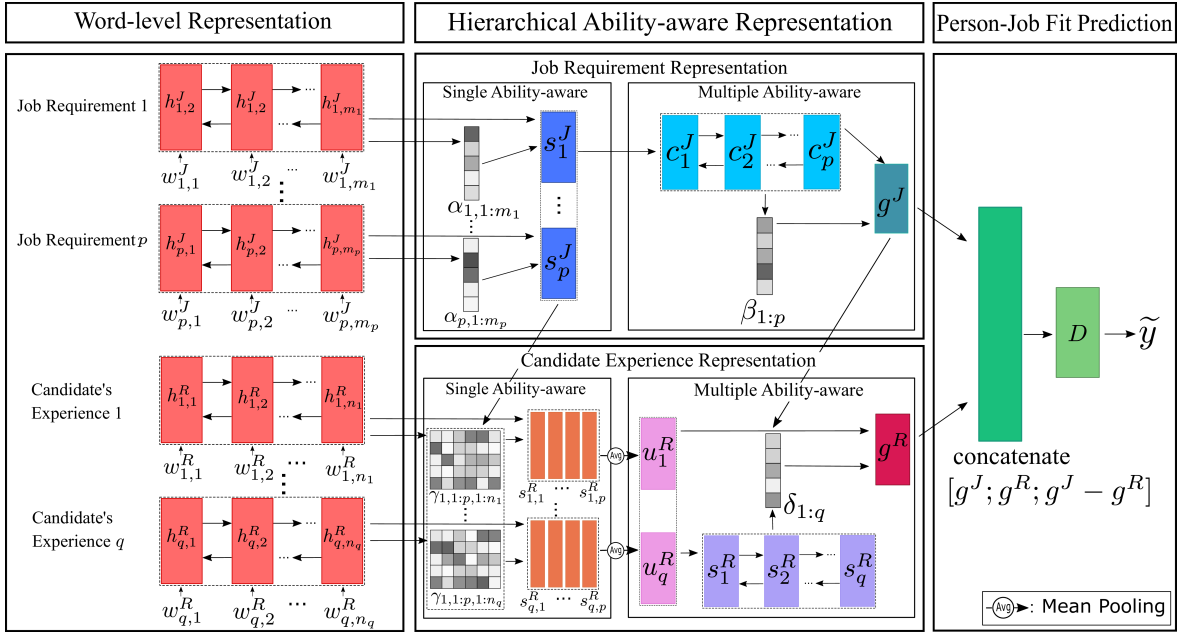 Word-level Representation
Hierarchical Ability-aware Representation
Person-Job Fit Prediction
Job Requirement 1
h^J_{1,2} h^J_{1,2} ... h^J_{1,m_1}
...
w^J_{1,1} w^J_{1,2} ... w^J_{1,m_1}
⋮
Job Requirement p
h^J_{p,1} h^J_{p,2} ... h^J_{p,m_p}
...
w^J_{p,1} w^J_{p,2} ... w^J_{p,m_p}
Candidate's
Experience 1
h^R_{1,1} h^R_{1,2} ... h^R_{1,n_1}
...
w^R_{1,1} w^R_{1,2} ... w^R_{1,n_1}
⋮
Candidate's
Experience q
h^R_{q,1} h^R_{q,2} ... h^R_{q,n_q}
...
w^R_{q,1} w^R_{q,2} ... w^R_{q,n_q}
Job Requirement Representation
Single Ability-aware
s^J_1
α_{1,1:m_1}
⋮
s^J_p
α_{p,1:m_p}
Multiple Ability-aware
c^J_1 c^J_2 ... c^J_p
...
g^J
β_{1:p}
Candidate Experience Representation
Single Ability-aware
γ_{1,1:p,1:n_1}
s^R_{1,1} ... s^R_{1,p}
Avg
⋮
γ_{1,1:p,1:n_q}
s^R_{q,1} ... s^R_{q,p}
Avg
Multiple Ability-aware
u^R_1
g^R
δ_{1:q}
u^R_q
s^R_1 s^R_2 ... s^R_q
...
D
ỹ
concatenate
[g^J; g^R; g^J − g^R]
Avg : Mean Pooling